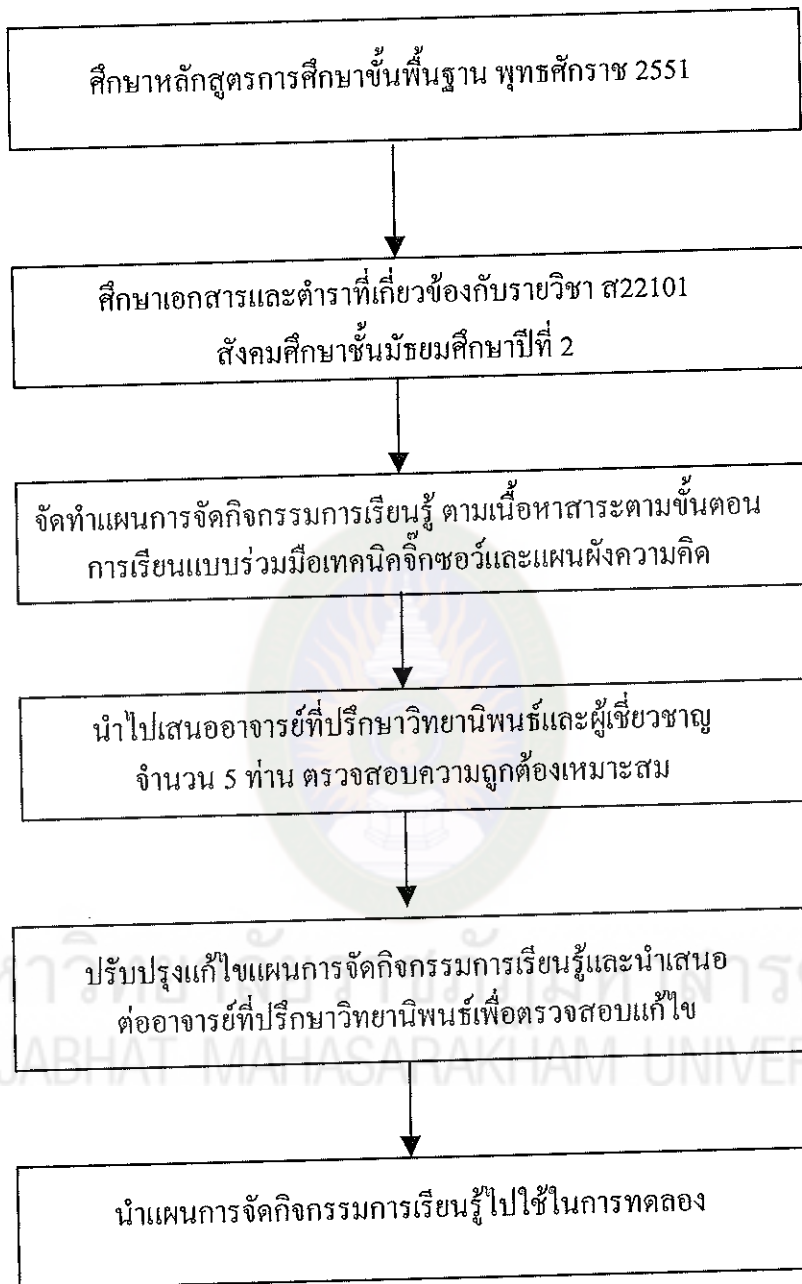 ศึกษาหลักสูตรการศึกษาขั้นพื้นฐาน พุทธศักราช 2551
ศึกษาเอกสารและตำราที่เกี่ยวข้องกับรายวิชา ส22101
สังคมศึกษาชั้นมัธยมศึกษาปีที่ 2
จัดทำแผนการจัดกิจกรรมการเรียนรู้ ตามเนื้อหาสาระตามขั้นตอน
การเรียนแบบร่วมมือเทคนิคจิ๊กซอว์และแผนผังความคิด
นำไปเสนออาจารย์ที่ปรึกษาวิทยานิพนธ์และผู้เชี่ยวชาญ
จำนวน 5 ท่าน ตรวจสอบความถูกต้องเหมาะสม
ปรับปรุงแก้ไขแผนการจัดกิจกรรมการเรียนรู้และนำเสนอ
ต่ออาจารย์ที่ปรึกษาวิทยานิพนธ์เพื่อตรวจสอบแก้ไข
MAHASARAKHAM
นำแผนการจัดกิจกรรมการเรียนรู้ไปใช้ในการทดลอง